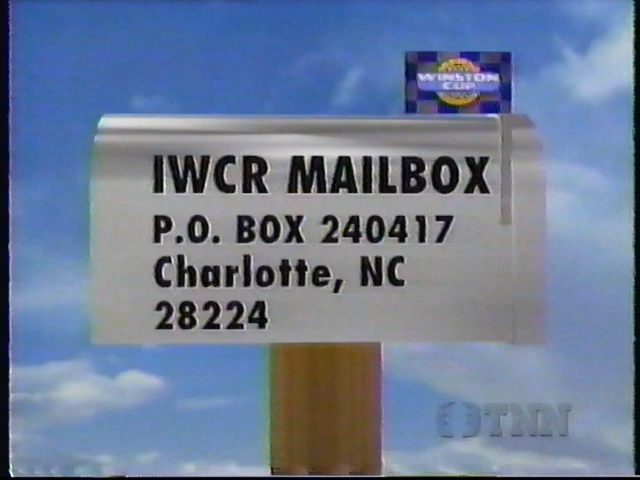 WINSTON
CUP
IWCR MAILBOX
P.O. BOX 240417
Charlotte, NC
28224
TNN